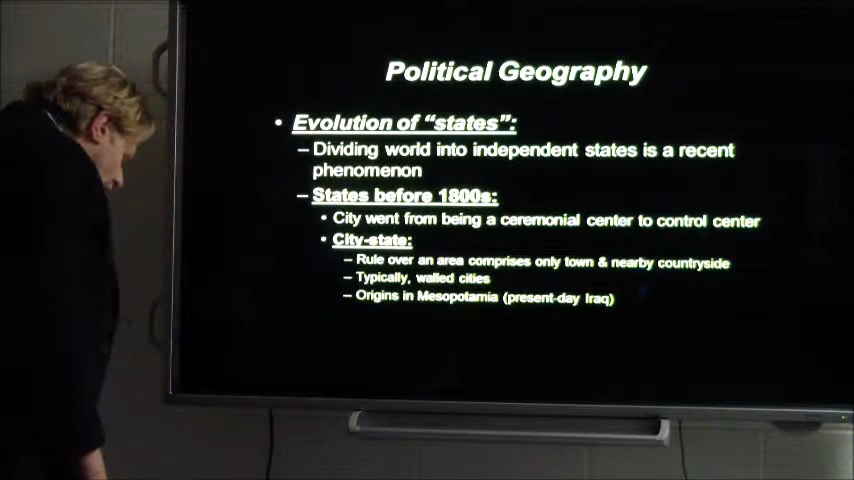 Political Geography
• Evolution of “states”:
– Dividing world into independent states is a recent
phenomenon
– States before 1800s:
• City went from being a ceremonial center to control center
• City-state:
– Rule over an area comprises only town & nearby countryside
– Typically, walled cities
– Origins in Mesopotamia (present-day Iraq)